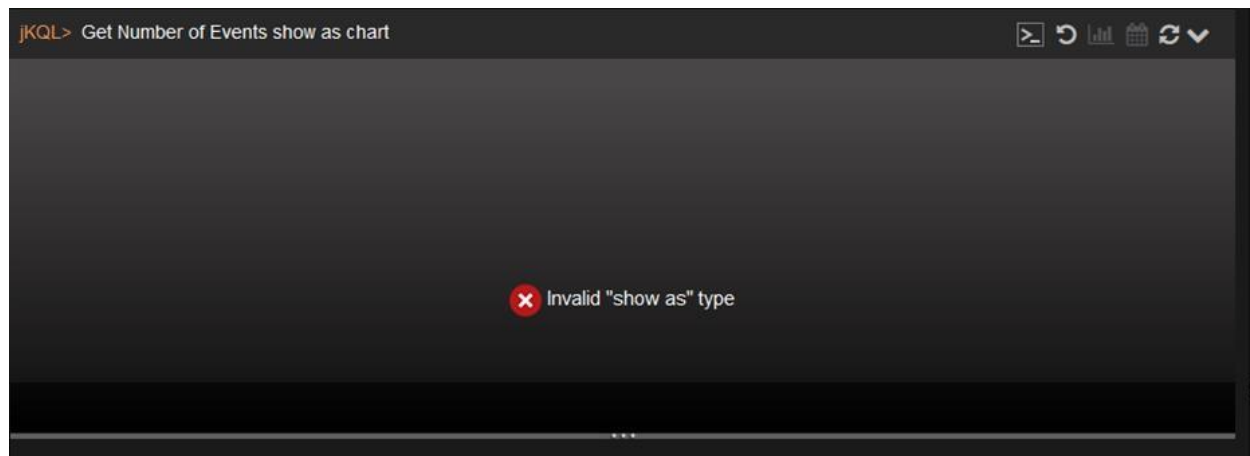 jKQL> Get Number of Events show as chart
Invalid "show as" type